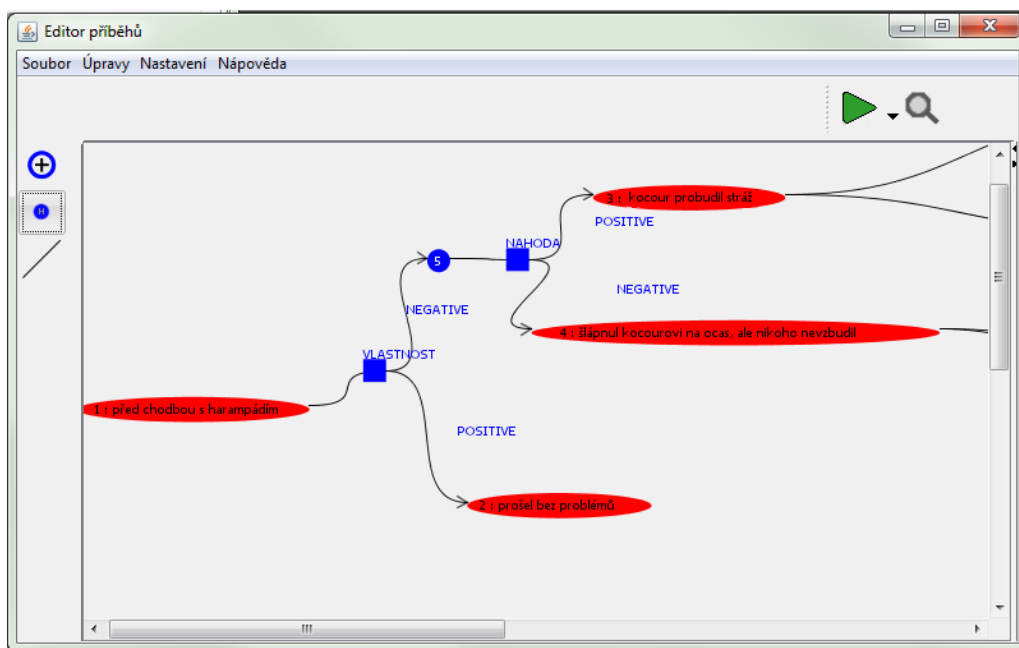 Editor příběhů
Soubor Úpravy Nastavení Nápověda
H
3 : kocour probudil stráž
POSITIVE
NAHODA
5
NEGATIVE
NEGATIVE
4 : šlápnul kocourovi na ocas, ale nikoho nevzbudil
VLASTNOST
1 : před chodbou s harampádím
POSITIVE
2 : prošel bez problémů